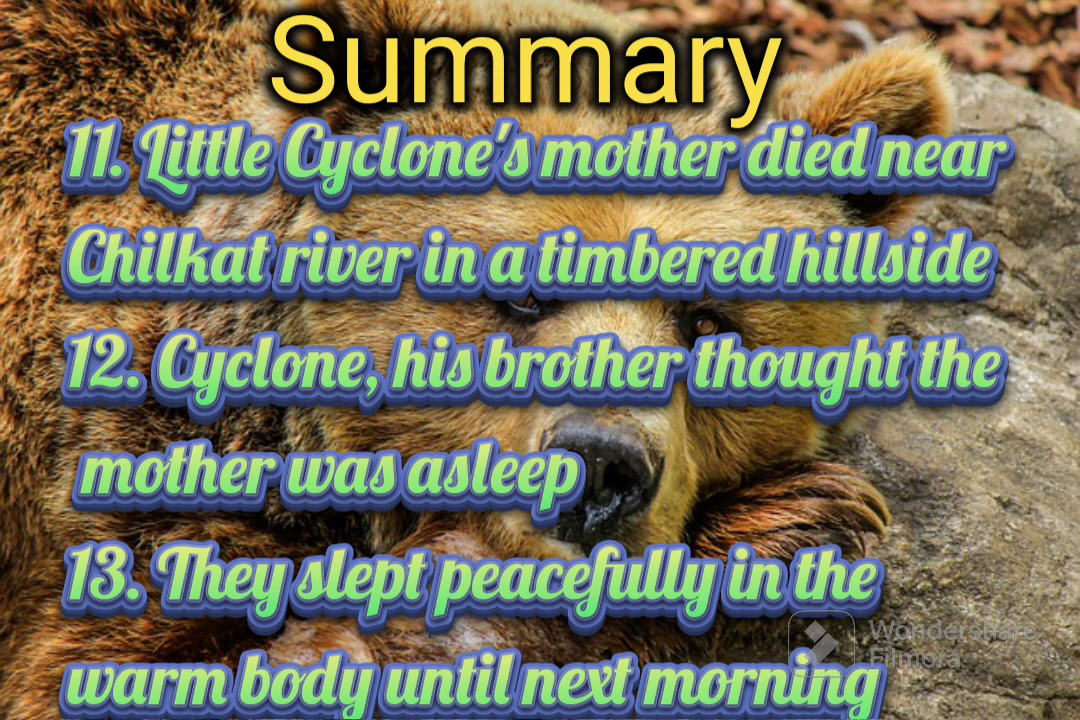 Summary
11. Little Cyclone's mother died near
Chilkat river in a timbered hillside
12. Cyclone, his brother thought the
mother was asleep
13. They slept peacefully in the
warm body until next morning
Wondershare
Filmora